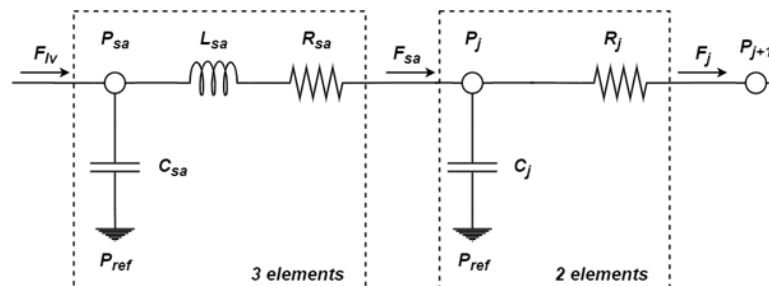 F_lv P_sa L_sa R_sa F_sa P_j R_j F_j P_j+1
C_sa C_j
P_ref P_ref
3 elements 2 elements